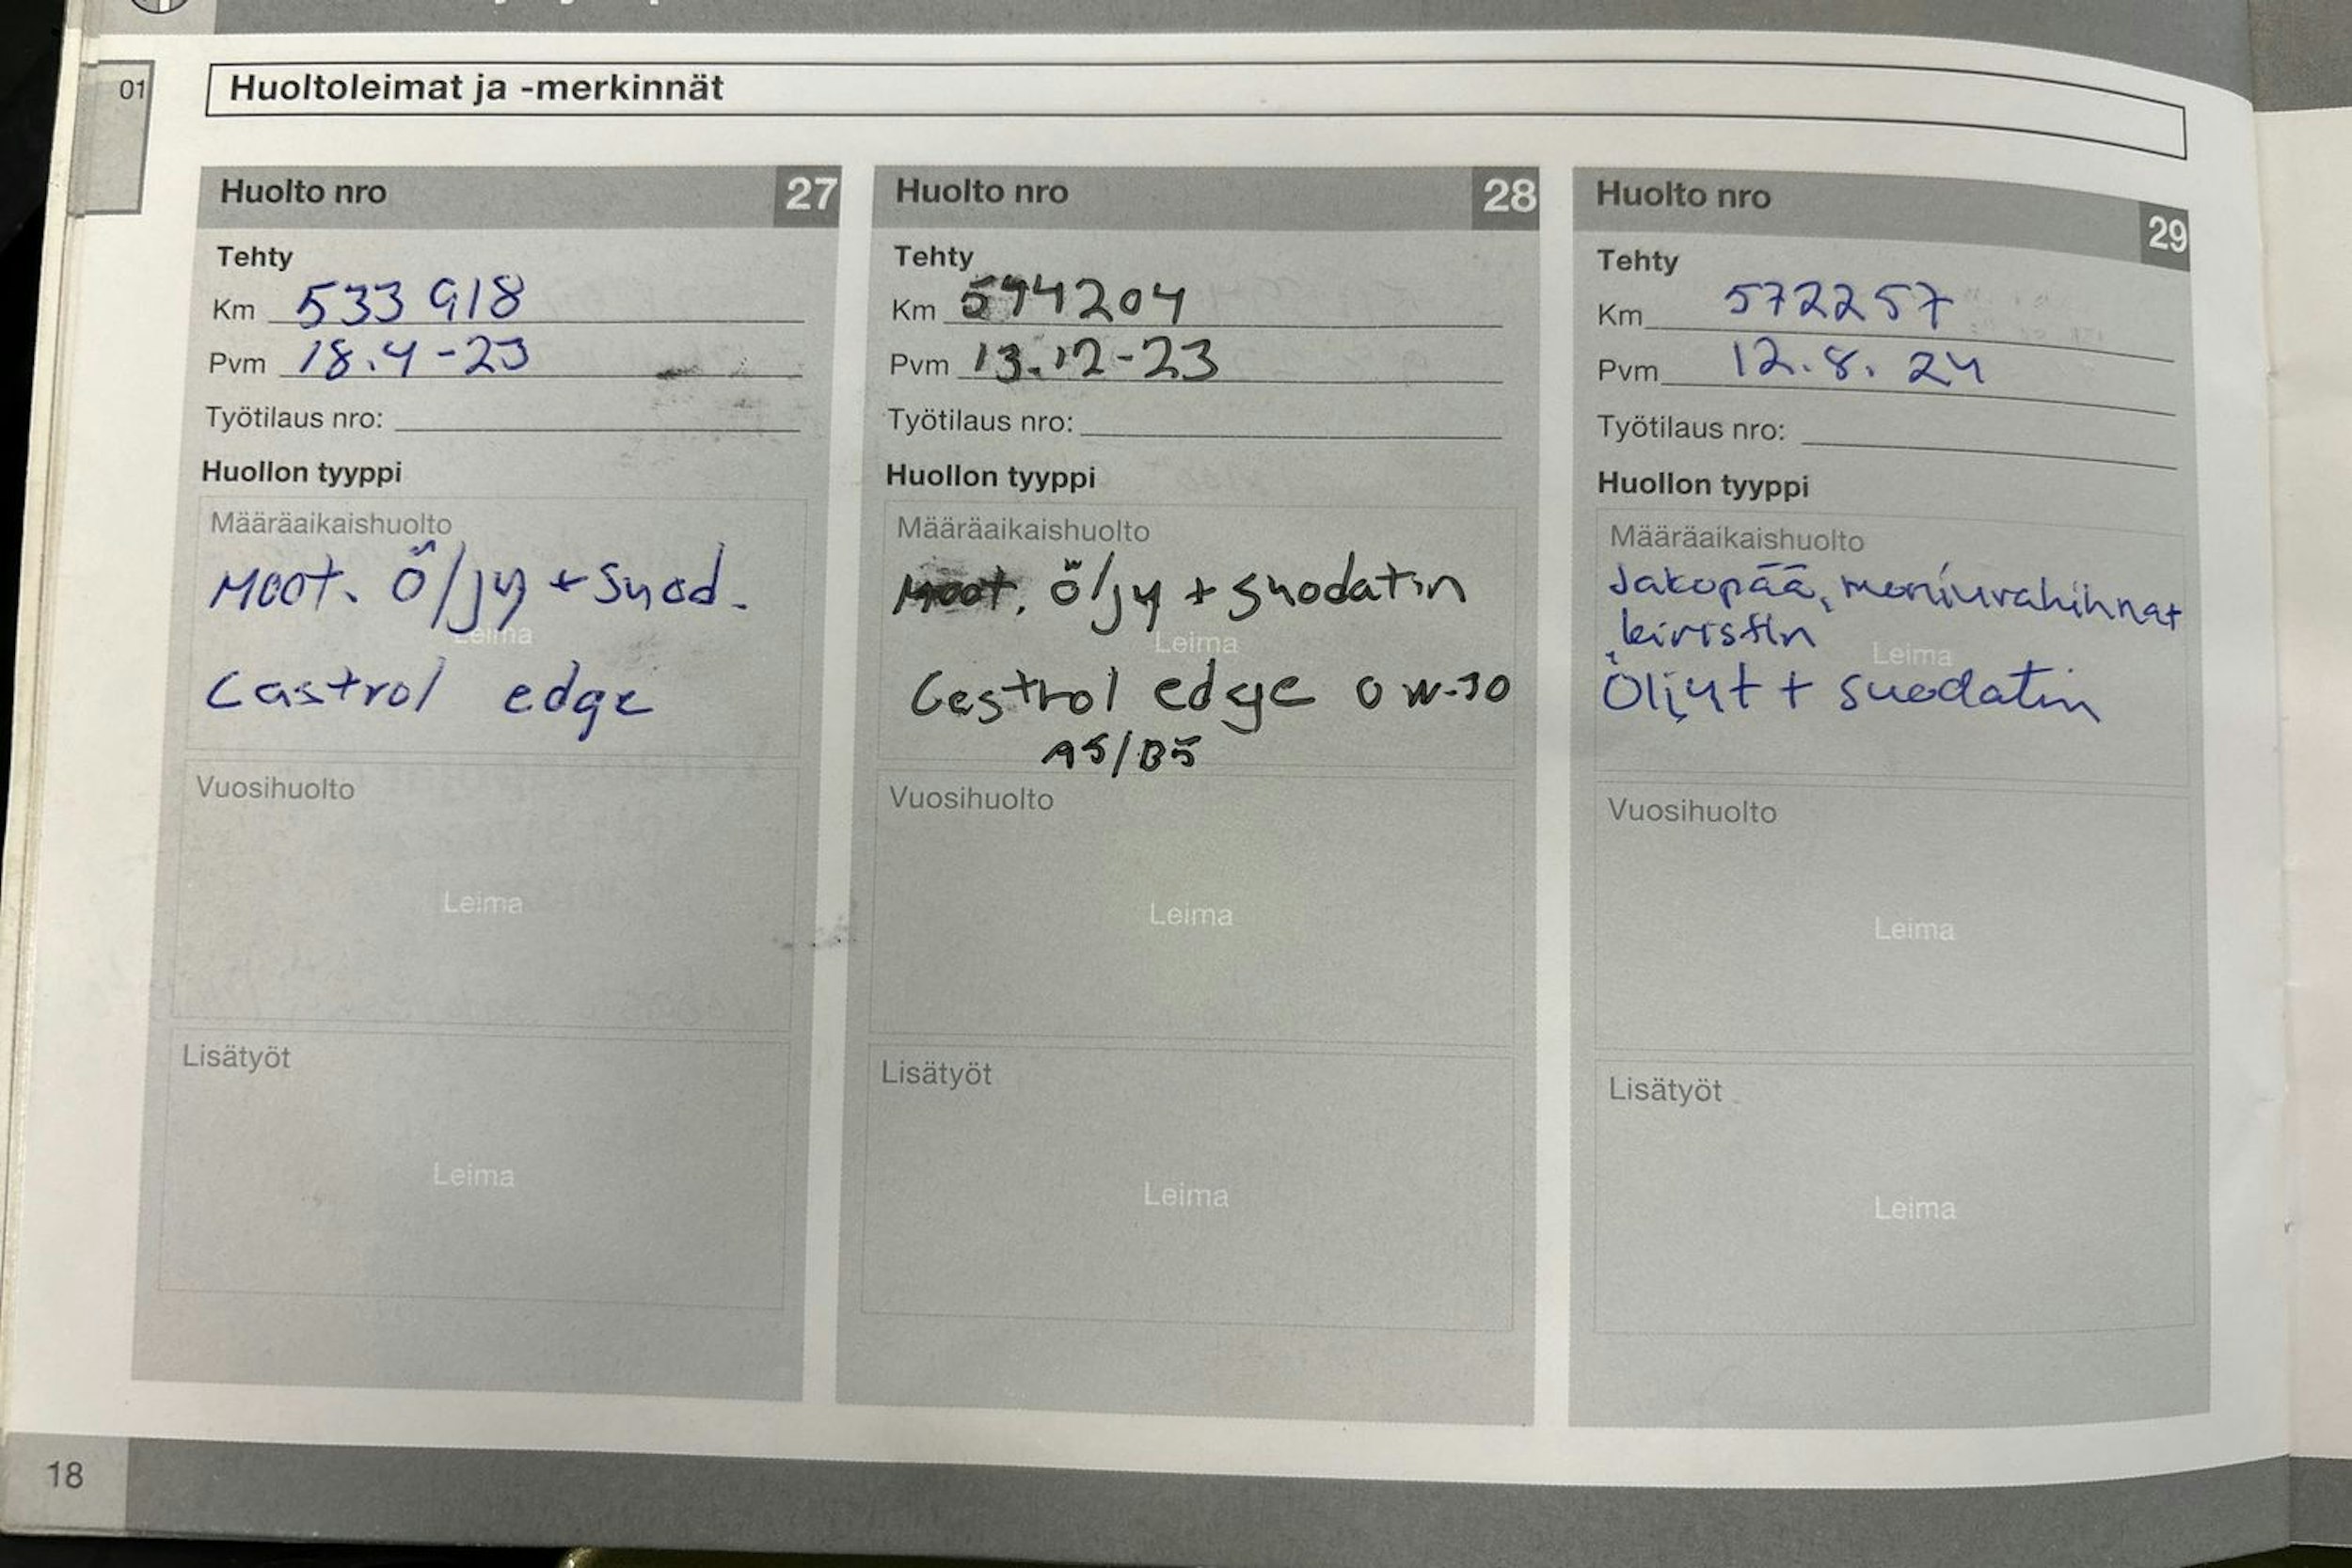 01
Huoltoleimat ja -merkinnät
Huolto nro 27
Tehty
Km 533 918
Pvm 18.4-23
Työtilaus nro:
Huollon tyyppi
Määräaikaishuolto
Moot. öljy + Suod.
Leima
Castrol edge
Vuosihuolto
Leima
Lisätyöt
Leima
Huolto nro 28
Tehty
Km 544204
Pvm 13.12-23
Työtilaus nro:
Huollon tyyppi
Määräaikaishuolto
Moot. öljy + suodatin
Leima
Castrol edge 0 W-30
A5/B5
Vuosihuolto
Leima
Lisätyöt
Leima
Huolto nro 29
Tehty
Km 572257
Pvm 12.8.24
Työtilaus nro:
Huollon tyyppi
Määräaikaishuolto
Jakopää, moniurahihnat
kiristin
Leima
Öljyt + suodatin
Vuosihuolto
Leima
Lisätyöt
Leima
18